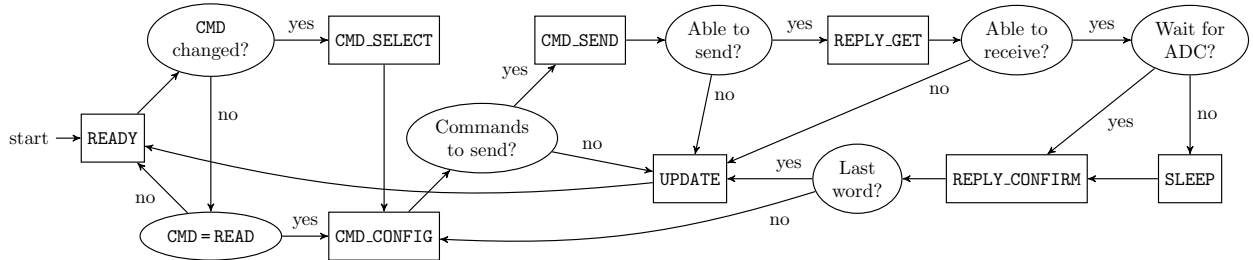 CMD
changed?
yes
CMD_SELECT
CMD_SEND
Able to
send?
yes
REPLY_GET
Able to
receive?
yes
Wait for
ADC?
yes
no
no
no
no
yes
start
READY
Commands
to send?
no
UPDATE
yes
Last
word?
REPLY_CONFIRM
SLEEP
no
CMD = READ
yes
CMD_CONFIG
no